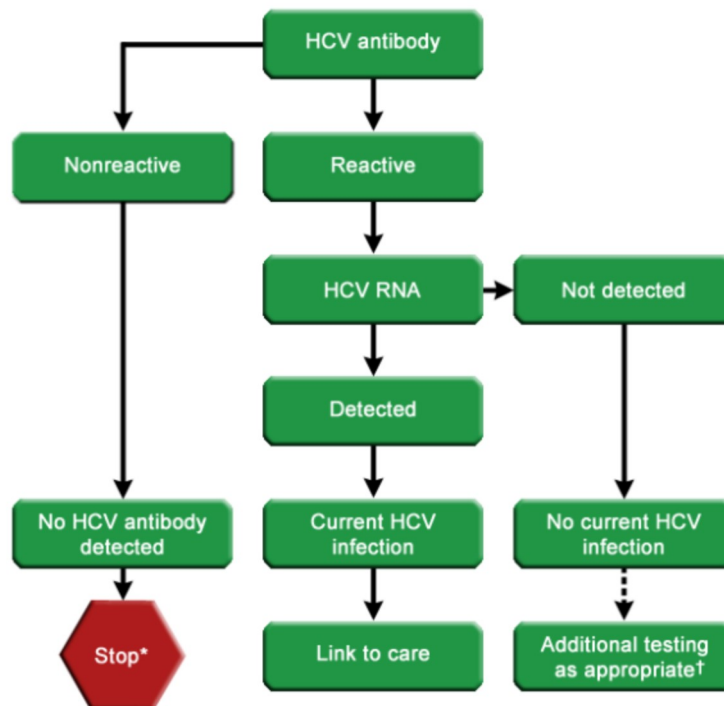 HCV antibody
Nonreactive
Reactive
HCV RNA
Not detected
Detected
No HCV antibody
detected
Current HCV
infection
No current HCV
infection
Stop*
Link to care
Additional testing
as appropriate†